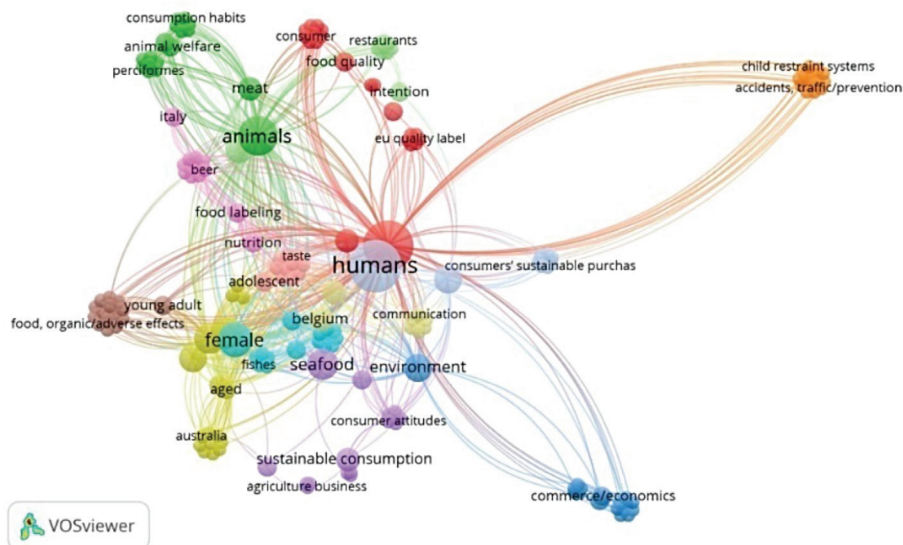 consumption habits
animal welfare
perciformes
consumer
restaurants
food quality
meat
intention
child restraint systems
accidents, traffic/prevention
italy
animals
eu quality label
beer
food labeling
nutrition
taste
humans
consumers' sustainable purchas
adolescent
young adult
food, organic/adverse effects
belgium
communication
female
fishes
seafood
environment
aged
consumer attitudes
australia
sustainable consumption
agriculture business
commerce/economics
VOSviewer